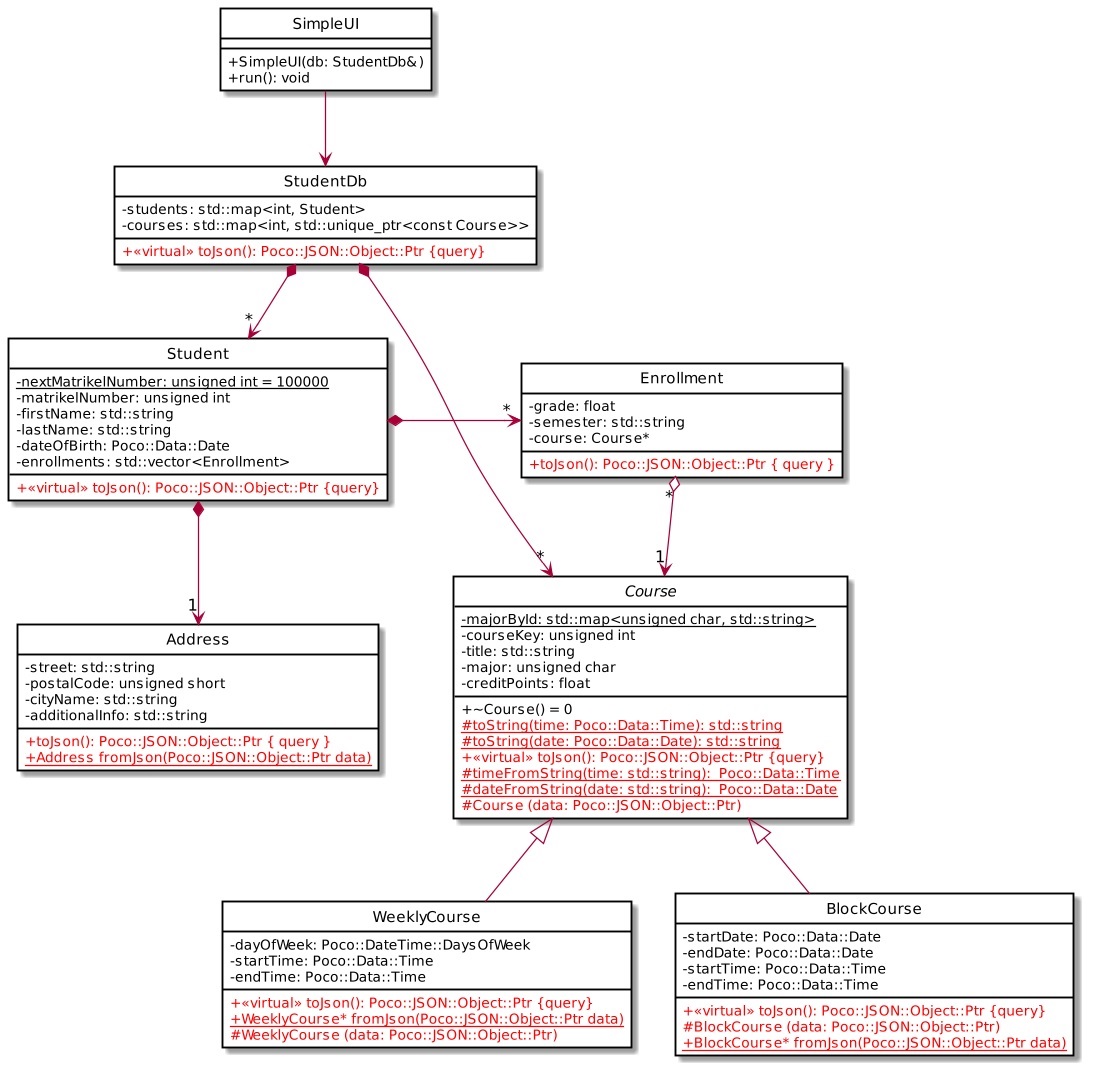 SimpleUI
+SimpleUI(db: StudentDb&)
+run(): void
StudentDb
-students: std::map<int, Student>
-courses: std::map<int, std::unique_ptr<const Course>>
+«virtual» toJson(): Poco::JSON::Object::Ptr {query}
*
Student
-nextMatrikelNumber: unsigned int = 100000
-matrikelNumber: unsigned int
-firstName: std::string
-lastName: std::string
-dateOfBirth: Poco::Data::Date
-enrollments: std::vector<Enrollment>
+«virtual» toJson(): Poco::JSON::Object::Ptr {query}
*
Enrollment
-grade: float
-semester: std::string
-course: Course*
+toJson(): Poco::JSON::Object::Ptr { query }
*
*
1
1
Address
-street: std::string
-postalCode: unsigned short
-cityName: std::string
-additionalInfo: std::string
+toJson(): Poco::JSON::Object::Ptr { query }
+Address fromJson(Poco::JSON::Object::Ptr data)
Course
-majorById: std::map<unsigned char, std::string>
-courseKey: unsigned int
-title: std::string
-major: unsigned char
-creditPoints: float
+~Course() = 0
#toString(time: Poco::Data::Time): std::string
#toString(date: Poco::Data::Date): std::string
+«virtual» toJson(): Poco::JSON::Object::Ptr {query}
#timeFromString(time: std::string):  Poco::Data::Time
#dateFromString(date: std::string):  Poco::Data::Date
#Course (data: Poco::JSON::Object::Ptr)
WeeklyCourse
-dayOfWeek: Poco::DateTime::DaysOfWeek
-startTime: Poco::Data::Time
-endTime: Poco::Data::Time
+«virtual» toJson(): Poco::JSON::Object::Ptr {query}
+WeeklyCourse* fromJson(Poco::JSON::Object::Ptr data)
#WeeklyCourse (data: Poco::JSON::Object::Ptr)
BlockCourse
-startDate: Poco::Data::Date
-endDate: Poco::Data::Date
-startTime: Poco::Data::Time
-endTime: Poco::Data::Time
+«virtual» toJson(): Poco::JSON::Object::Ptr {query}
#BlockCourse (data: Poco::JSON::Object::Ptr)
+BlockCourse* fromJson(Poco::JSON::Object::Ptr data)